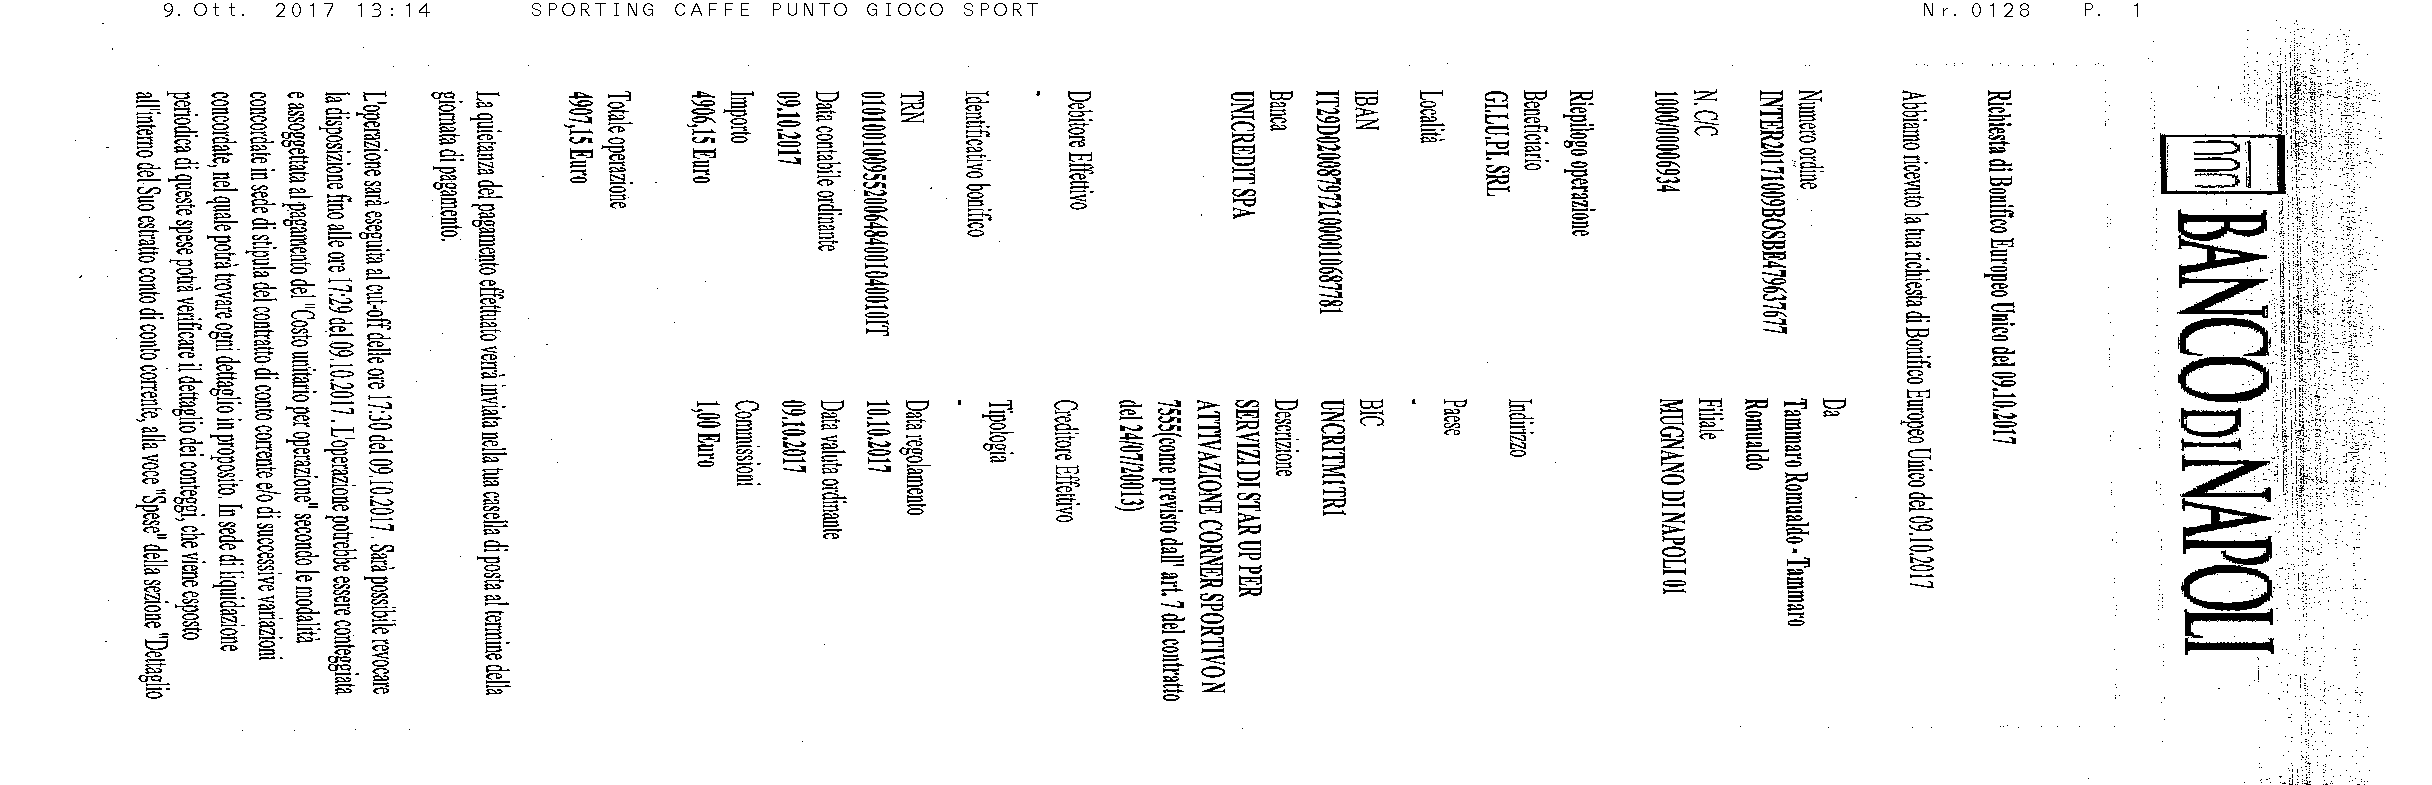 9. Ott. 2017 13:14 SPORTING CAFFE PUNTO GIOCO SPORT Nr. 0128 P. 1
BANCO DI NAPOLI
Richiesta di Bonifico Europeo Unico del 09.10.2017
Abbiamo ricevuto la tua richiesta di Bonifico Europeo Unico del 09.10.2017
Numero ordine
INTER20171009BOSBE479637677
Da
Tammaro Romualdo - Tammaro
Romualdo
N. C/C
1000/00006934
Filiale
MUGNANO DI NAPOLI 01
Riepilogo operazione
Beneficiario
GI.LU.PI. SRL
Indirizzo
Località
Paese
-
IBAN
IT29D0208797210000010687781
BIC
UNCRITM1TR1
Banca
UNICREDIT SPA
Descrizione
SERVIZI DI STAR UP PER
ATTIVAZIONE CORNER SPORTIVO N
7555(come previsto dall' art. 7 del contratto
del 24/07/20013)
Debitore Effettivo
-
Creditore Effettivo
Identificativo bonifico
Tipologia
-
TRN
0101001009552006484001040010IT
Data regolamento
10.10.2017
Data contabile ordinante
09.10.2017
Data valuta ordinante
09.10.2017
Importo
4906,15 Euro
Commissioni
1,00 Euro
Totale operazione
4907,15 Euro
La quietanza del pagamento effettuato verrà inviata nella tua casella di posta al termine della
giornata di pagamento.
L'operazione sarà eseguita al cut-off delle ore 17:30 del 09.10.2017. Sarà possibile revocare
la disposizione fino alle ore 17:29 del 09.10.2017. L'operazione potrebbe essere conteggiata
e assoggettata al pagamento del "Costo unitario per operazione" secondo le modalità
concordate in sede di stipula del contratto di conto corrente e/o di successive variazioni
concordate, nel quale potrà trovare ogni dettaglio in proposito. In sede di liquidazione
periodica di queste spese potrà verificare il dettaglio dei conteggi, che viene esposto
all'interno del Suo estratto conto di conto corrente, alla voce "Spese" della sezione "Dettaglio